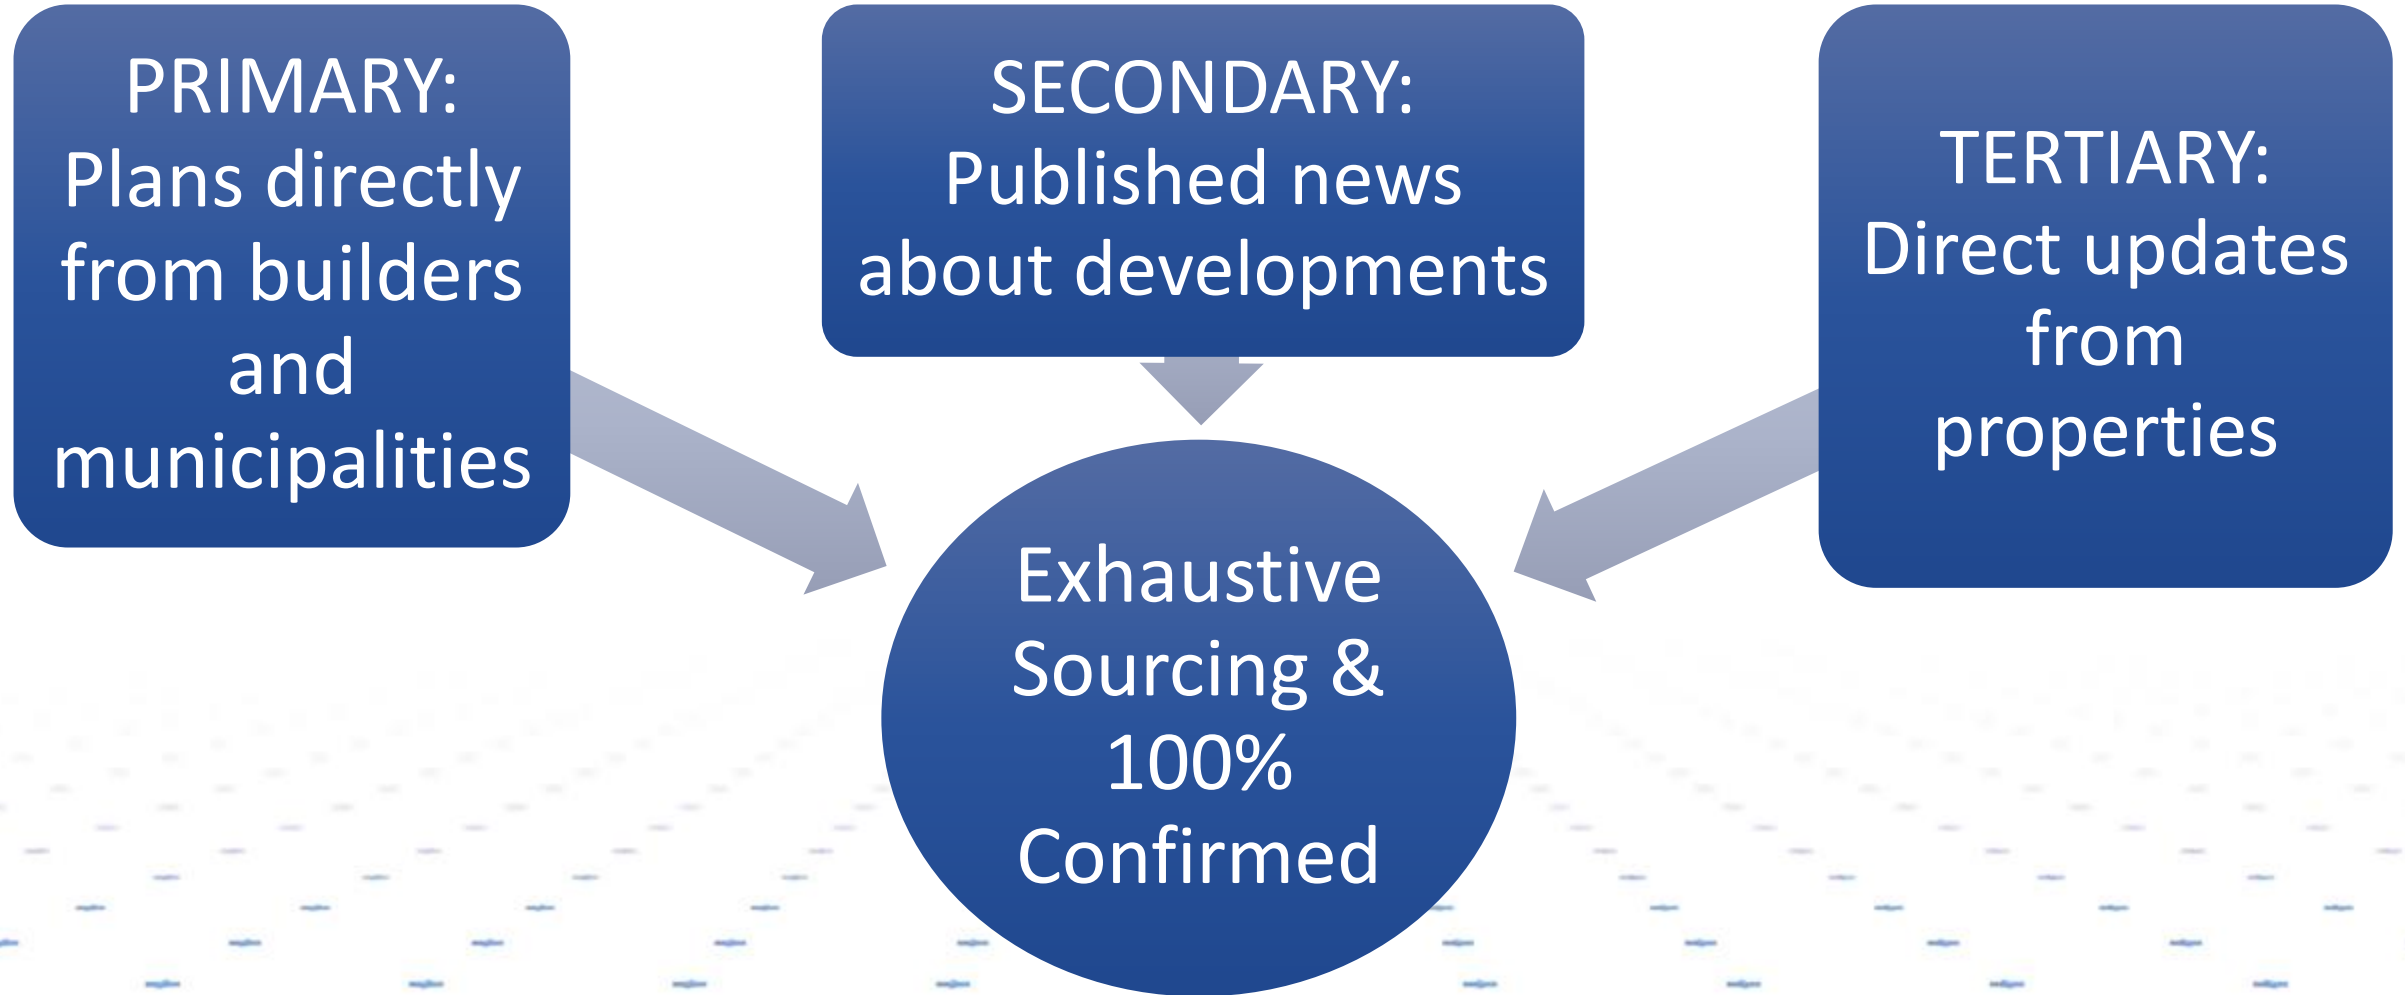 PRIMARY:
Plans directly
from builders
and
municipalities
SECONDARY:
Published news
about developments
TERTIARY:
Direct updates
from
properties
Exhaustive
Sourcing &
100%
Confirmed